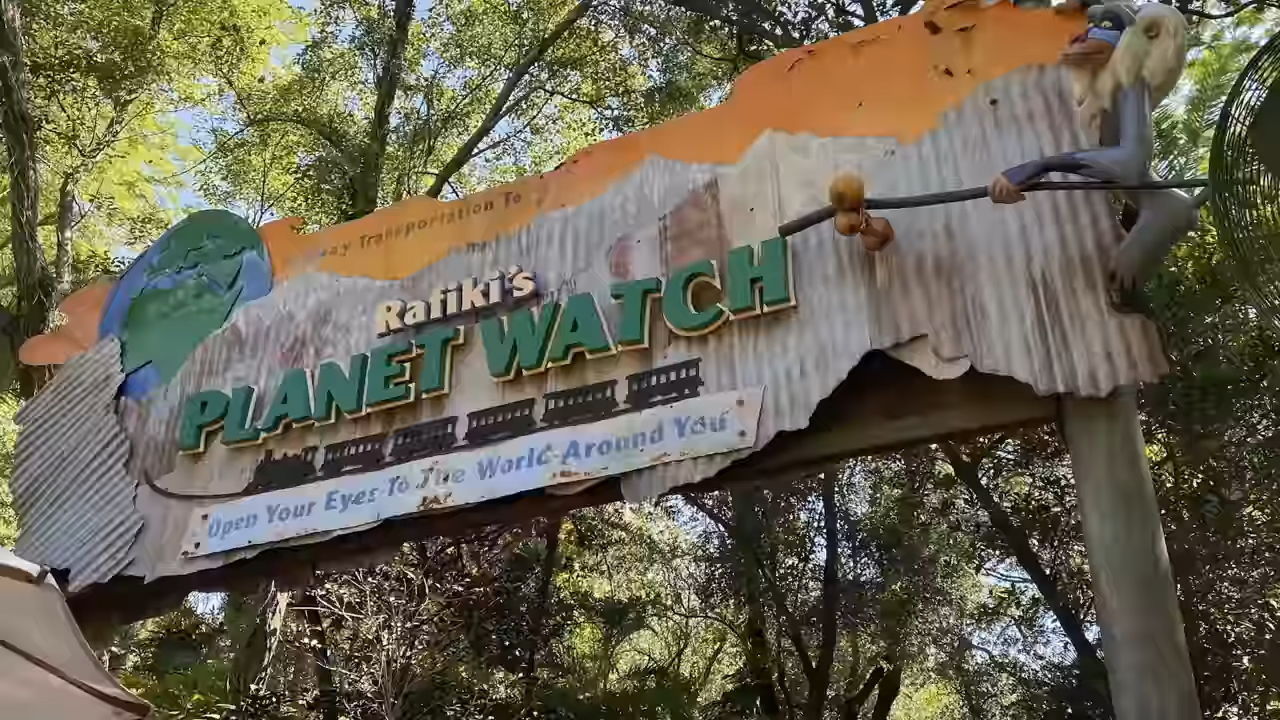 Transportation To
Rafiki's
PLANET WATCH
Open Your Eyes To The World Around You